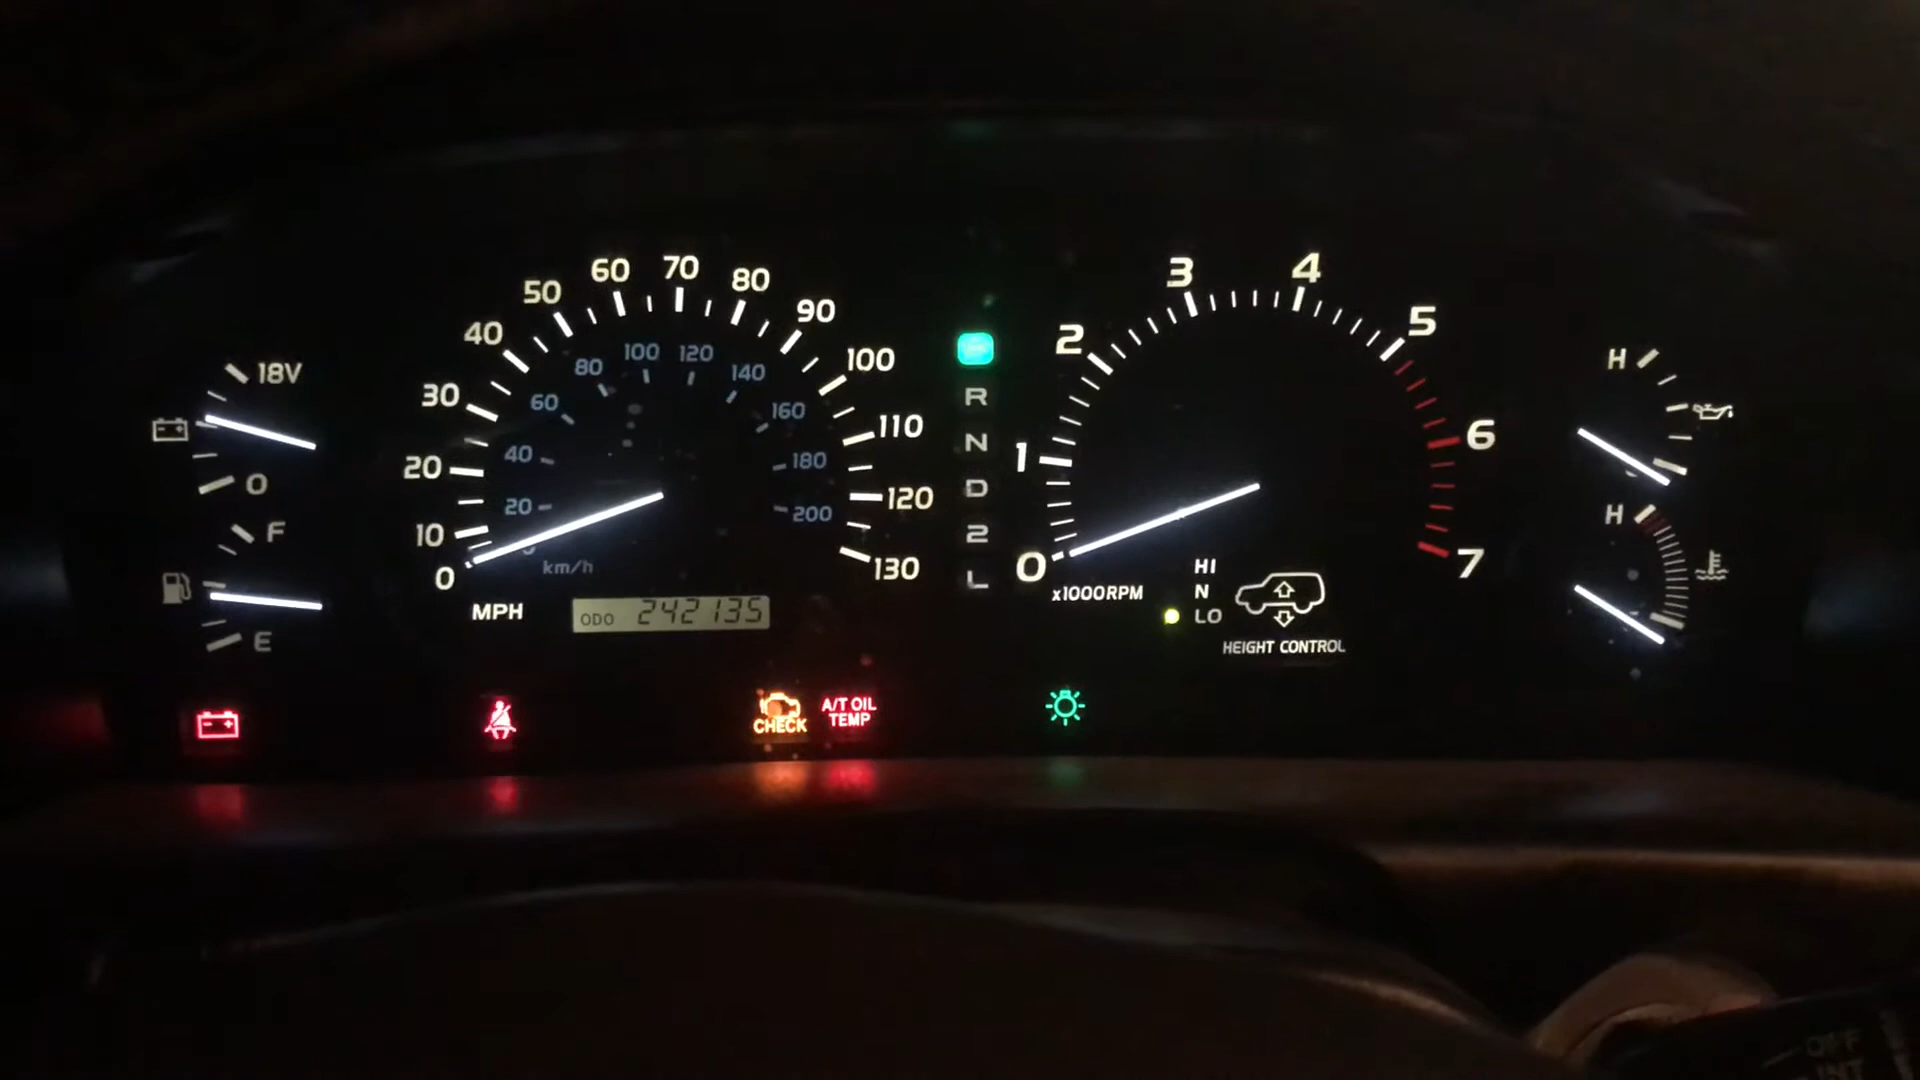 18V
O
F
E
0
10
20
30
40
50
60
70
80
90
100
110
120
130
20
40
60
80
100
120
140
160
180
200
km/h
MPH
ODO 242135
R
N
D
2
L
0
1
2
3
4
5
6
7
x1000RPM
HI
N
LO
HEIGHT CONTROL
H
H
CHECK
A/T OIL
TEMP
OFF
INT